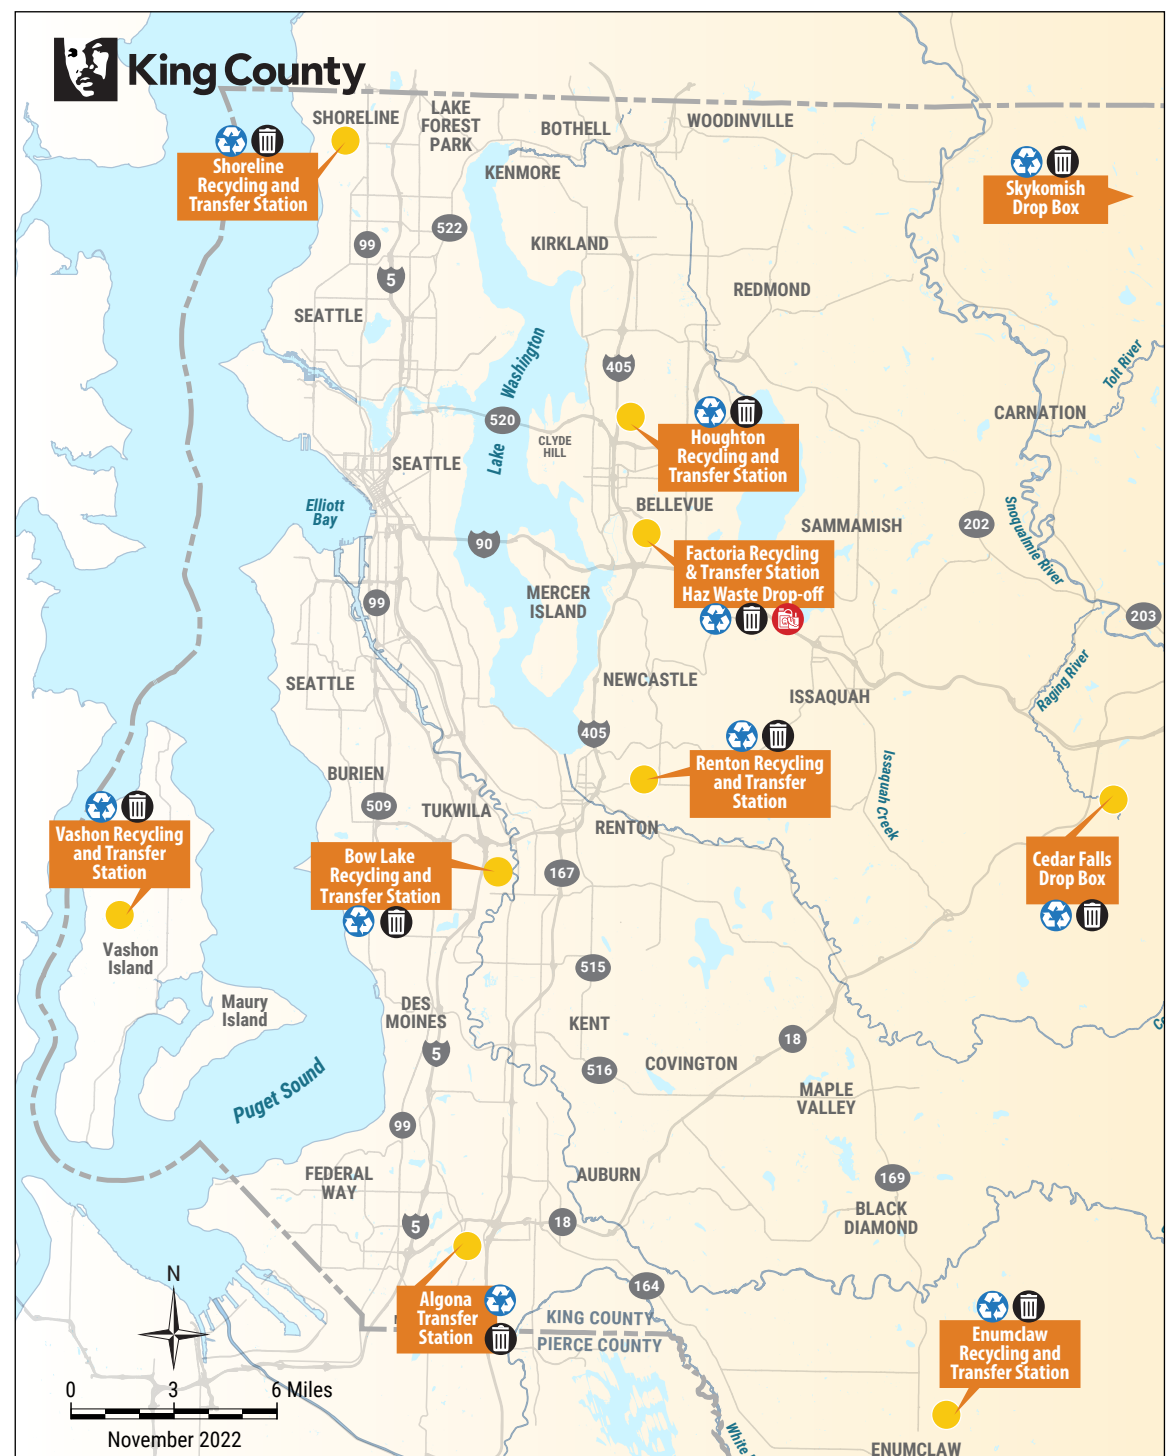 King County
SHORELINE
LAKE
FOREST
PARK
BOTHELL
WOODINVILLE
Shoreline
Recycling and
Transfer Station
KENMORE
Skykomish
Drop Box
522
99
KIRKLAND
5
REDMOND
SEATTLE
Lake Washington
Tolt River
405
CARNATION
520
CLYDE
HILL
Houghton
Recycling and
Transfer Station
SEATTLE
Elliott
Bay
BELLEVUE
SAMMAMISH
202
Snoqualmie River
90
Factoria Recycling
& Transfer Station
Haz Waste Drop-off
MERCER
ISLAND
99
203
NEWCASTLE
SEATTLE
ISSAQUAH
Raging River
405
Issaquah Creek
Renton Recycling
and Transfer
Station
BURIEN
509
TUKWILA
RENTON
Vashon Recycling
and Transfer
Station
Bow Lake
Recycling and
Transfer Station
167
Cedar Falls
Drop Box
Vashon
Island
515
Maury
Island
DES
MOINES
KENT
18
5
516
COVINGTON
Puget Sound
MAPLE
VALLEY
99
FEDERAL
WAY
AUBURN
169
BLACK
DIAMOND
5
18
N
164
Algona
Transfer
Station
KING COUNTY
PIERCE COUNTY
Enumclaw
Recycling and
Transfer Station
0 3 6 Miles
November 2022
White
ENUMCLAW